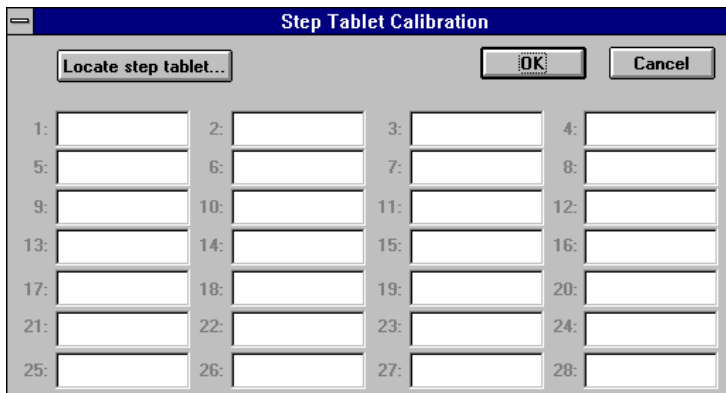 Step Tablet Calibration
Locate step tablet... OK Cancel
1: 2: 3: 4:
5: 6: 7: 8:
9: 10: 11: 12:
13: 14: 15: 16:
17: 18: 19: 20:
21: 22: 23: 24:
25: 26: 27: 28: